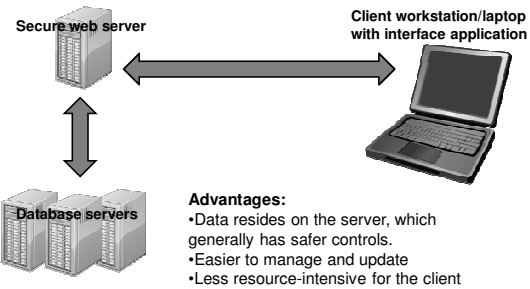 Secure web server
Client workstation/laptop
with interface application
Database servers
Advantages:
•Data resides on the server, which
generally has safer controls.
•Easier to manage and update
•Less resource-intensive for the client